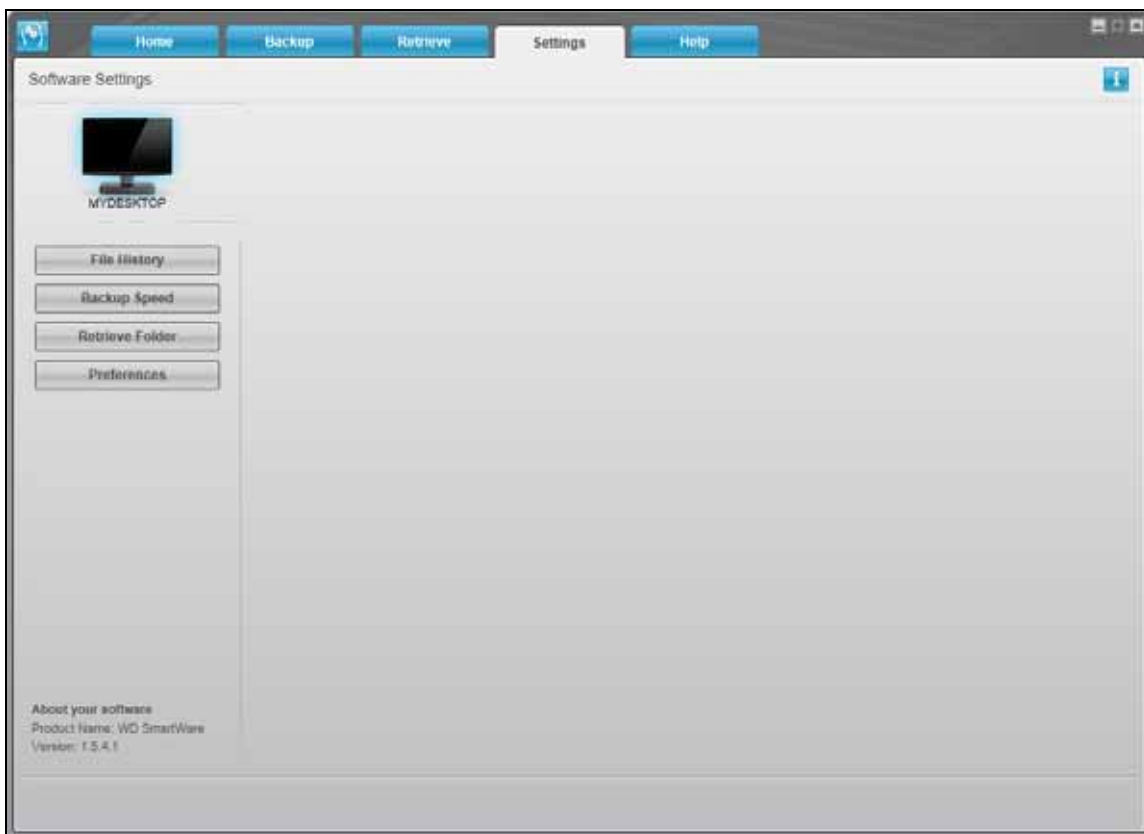 Home
Backup
Retrieve
Settings
Help
Software Settings
MYDESKTOP
File History
Backup Speed
Retrieve Folder
Preferences
About your software
Product Name: WD SmartWare
Version: 1.5.4.1